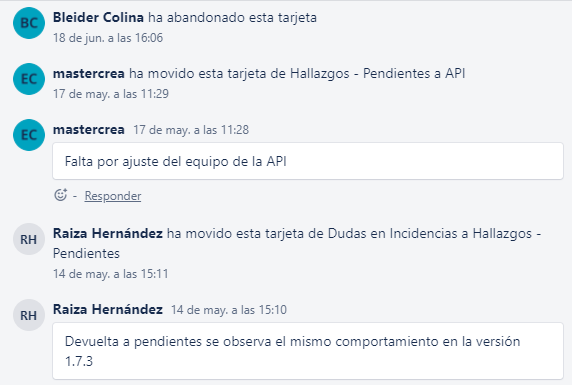 BC Bleider Colina ha abandonado esta tarjeta
18 de jun. a las 16:06
EC mastercrea ha movido esta tarjeta de Hallazgos - Pendientes a API
17 de may. a las 11:29
EC mastercrea 17 de may. a las 11:28
Falta por ajuste del equipo de la API
- Responder
RH Raiza Hernández ha movido esta tarjeta de Dudas en Incidencias a Hallazgos -
Pendientes
14 de may. a las 15:11
RH Raiza Hernández 14 de may. a las 15:10
Devuelta a pendientes se observa el mismo comportamiento en la versión
1.7.3